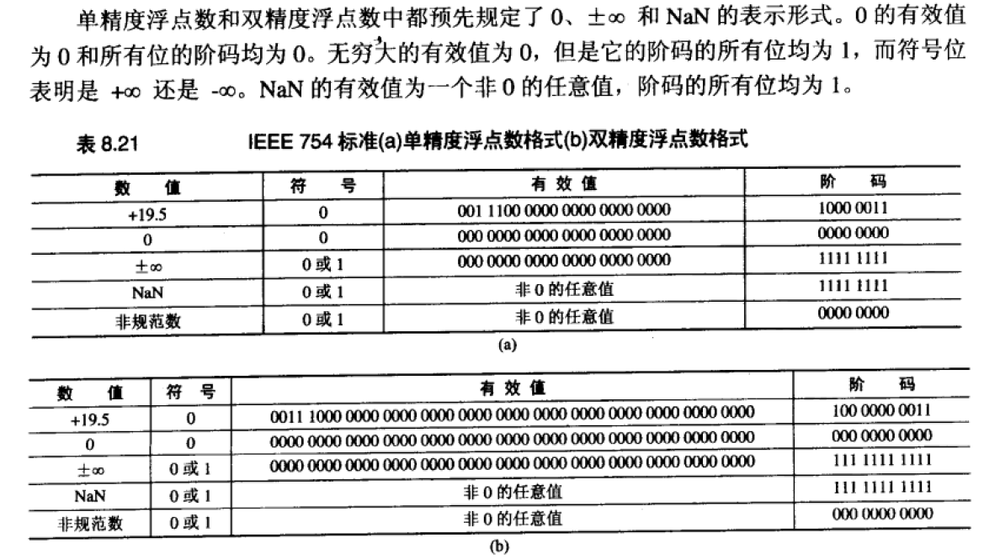 单精度浮点数和双精度浮点数中都预先规定了 0、±∞ 和 NaN 的表示形式。0 的有效值
为 0 和所有位的阶码均为 0。无穷大的有效值为 0，但是它的阶码的所有位均为 1，而符号位
表明是 +∞ 还是 -∞。NaN 的有效值为一个非 0 的任意值，阶码的所有位均为 1。
表 8.21 IEEE 754 标准(a)单精度浮点数格式(b)双精度浮点数格式
数 值 符 号 有 效 值 阶 码
+19.5 0 001 1100 0000 0000 0000 0000 1000 0011
0 0 000 0000 0000 0000 0000 0000 0000 0000
±∞ 0 或 1 000 0000 0000 0000 0000 0000 1111 1111
NaN 0 或 1 非 0 的任意值 1111 1111
非规范数 0 或 1 非 0 的任意值 0000 0000
(a)
数 值 符 号 有 效 值 阶 码
+19.5 0 0011 1000 0000 0000 0000 0000 0000 0000 0000 0000 0000 0000 0000 100 0000 0011
0 0 0000 0000 0000 0000 0000 0000 0000 0000 0000 0000 0000 0000 0000 000 0000 0000
±∞ 0 或 1 0000 0000 0000 0000 0000 0000 0000 0000 0000 0000 0000 0000 0000 111 1111 1111
NaN 0 或 1 非 0 的任意值 111 1111 1111
非规范数 0 或 1 非 0 的任意值 000 0000 0000
(b)